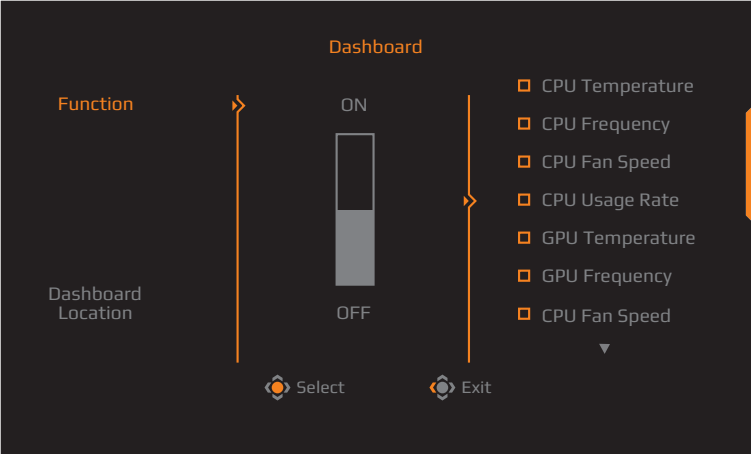 Dashboard
Function
Dashboard
Location
ON
OFF
CPU Temperature
CPU Frequency
CPU Fan Speed
CPU Usage Rate
GPU Temperature
GPU Frequency
CPU Fan Speed
Select
Exit